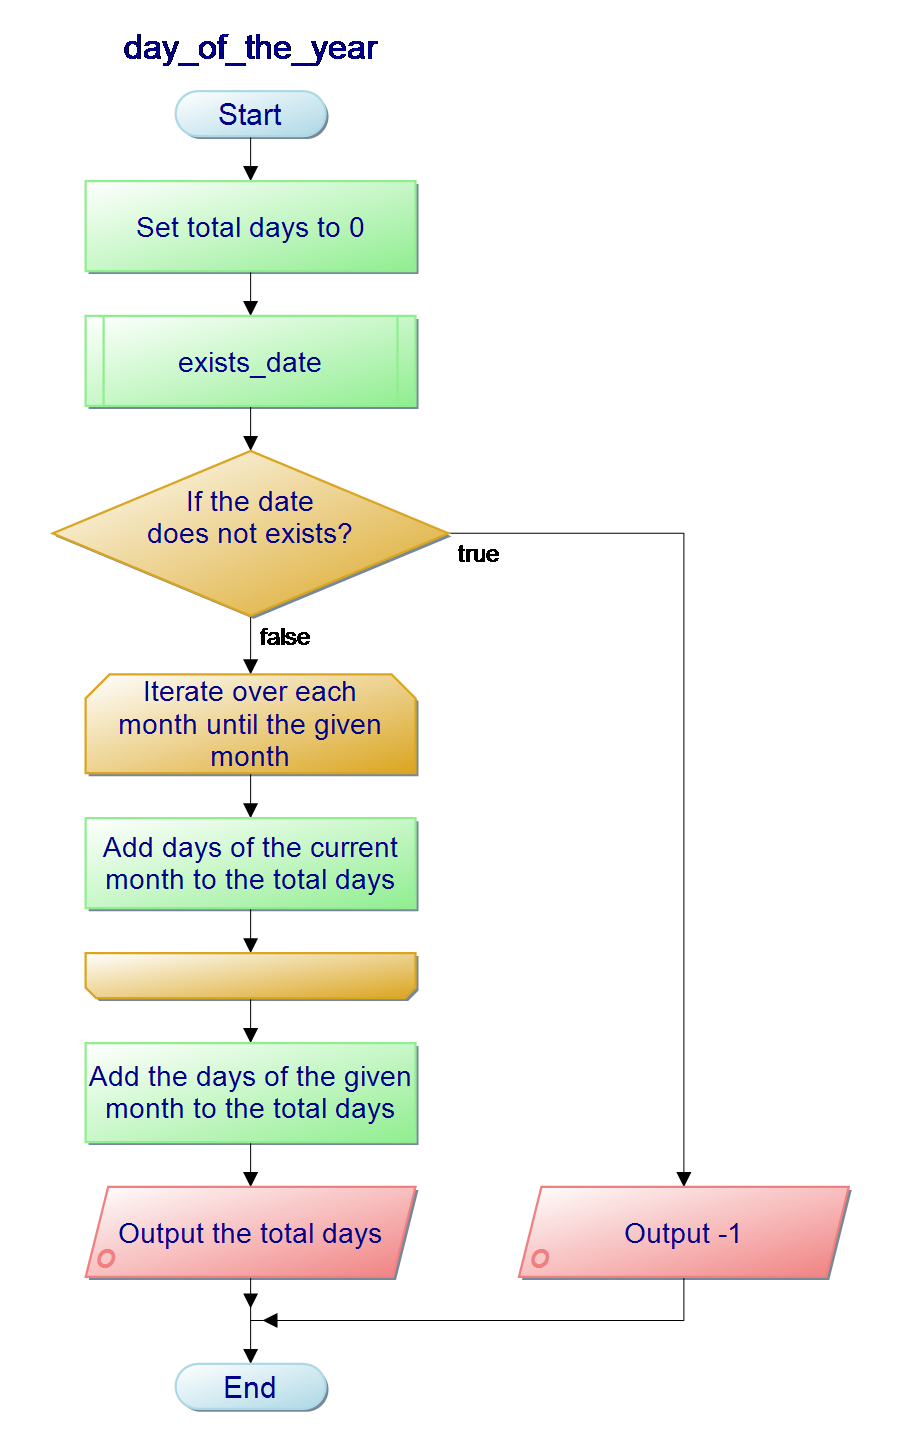 day_of_the_year
Start
Set total days to 0
exists_date
If the date
does not exists?
true
false
Iterate over each
month until the given
month
Add days of the current
month to the total days
Add the days of the given
month to the total days
Output the total days
Output -1
End